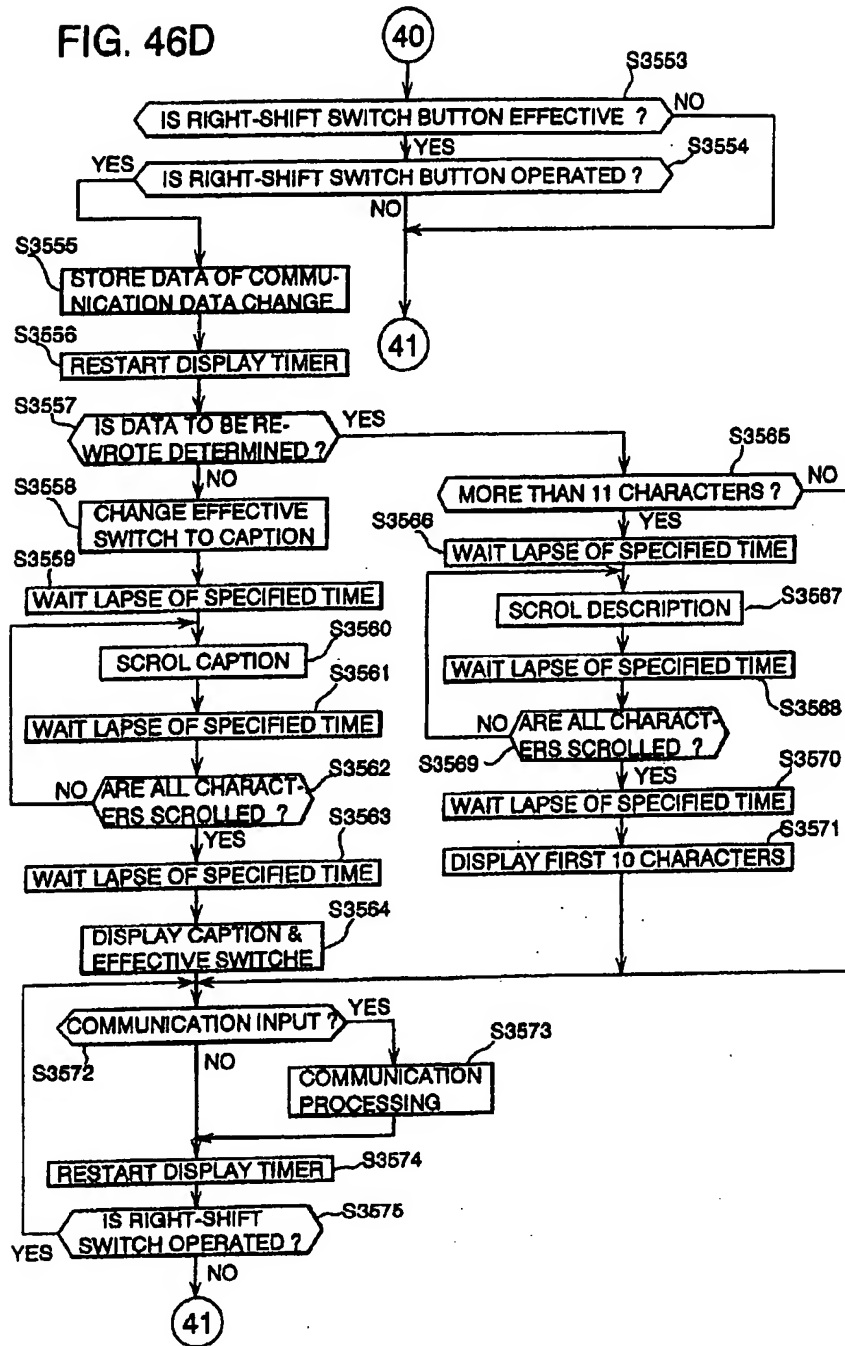 FIG. 46D
40
S3553
IS RIGHT-SHIFT SWITCH BUTTON EFFECTIVE ?
NO
YES
S3554
YES
IS RIGHT-SHIFT SWITCH BUTTON OPERATED ?
NO
S3555
STORE DATA OF COMMU-
NICATION DATA CHANGE
41
S3556
RESTART DISPLAY TIMER
S3557
IS DATA TO BE RE-
WROTE DETERMINED ?
YES
NO
S3558
CHANGE EFFECTIVE
SWITCH TO CAPTION
S3559
WAIT LAPSE OF SPECIFIED TIME
S3560
SCROL CAPTION
S3561
WAIT LAPSE OF SPECIFIED TIME
S3562
NO
ARE ALL CHARACT-
ERS SCROLLED ?
YES
S3563
WAIT LAPSE OF SPECIFIED TIME
S3564
DISPLAY CAPTION &
EFFECTIVE SWITCHE
S3565
MORE THAN 11 CHARACTERS ?
NO
YES
S3566
WAIT LAPSE OF SPECIFIED TIME
S3567
SCROL DESCRIPTION
WAIT LAPSE OF SPECIFIED TIME
S3568
NO
ARE ALL CHARACT-
ERS SCROLLED ?
S3569
YES
S3570
WAIT LAPSE OF SPECIFIED TIME
S3571
DISPLAY FIRST 10 CHARACTERS
COMMUNICATION INPUT ?
YES
S3572
NO
S3573
COMMUNICATION
PROCESSING
RESTART DISPLAY TIMER
S3574
IS RIGHT-SHIFT
SWITCH OPERATED ?
S3575
YES
NO
41